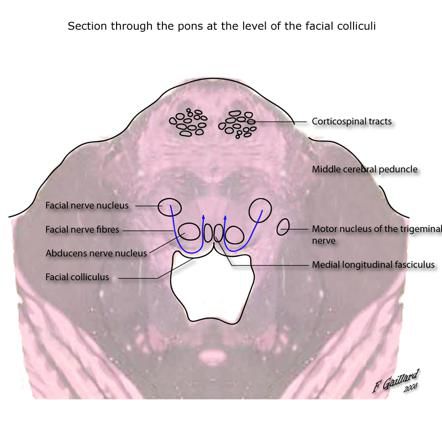 Section through the pons at the level of the facial colliculi
Corticospinal tracts
Middle cerebral peduncle
Facial nerve nucleus
Facial nerve fibres
Motor nucleus of the trigeminal
nerve
Abducens nerve nucleus
Medial longitudinal fasciculus
Facial colliculus
F Gaillard
2008